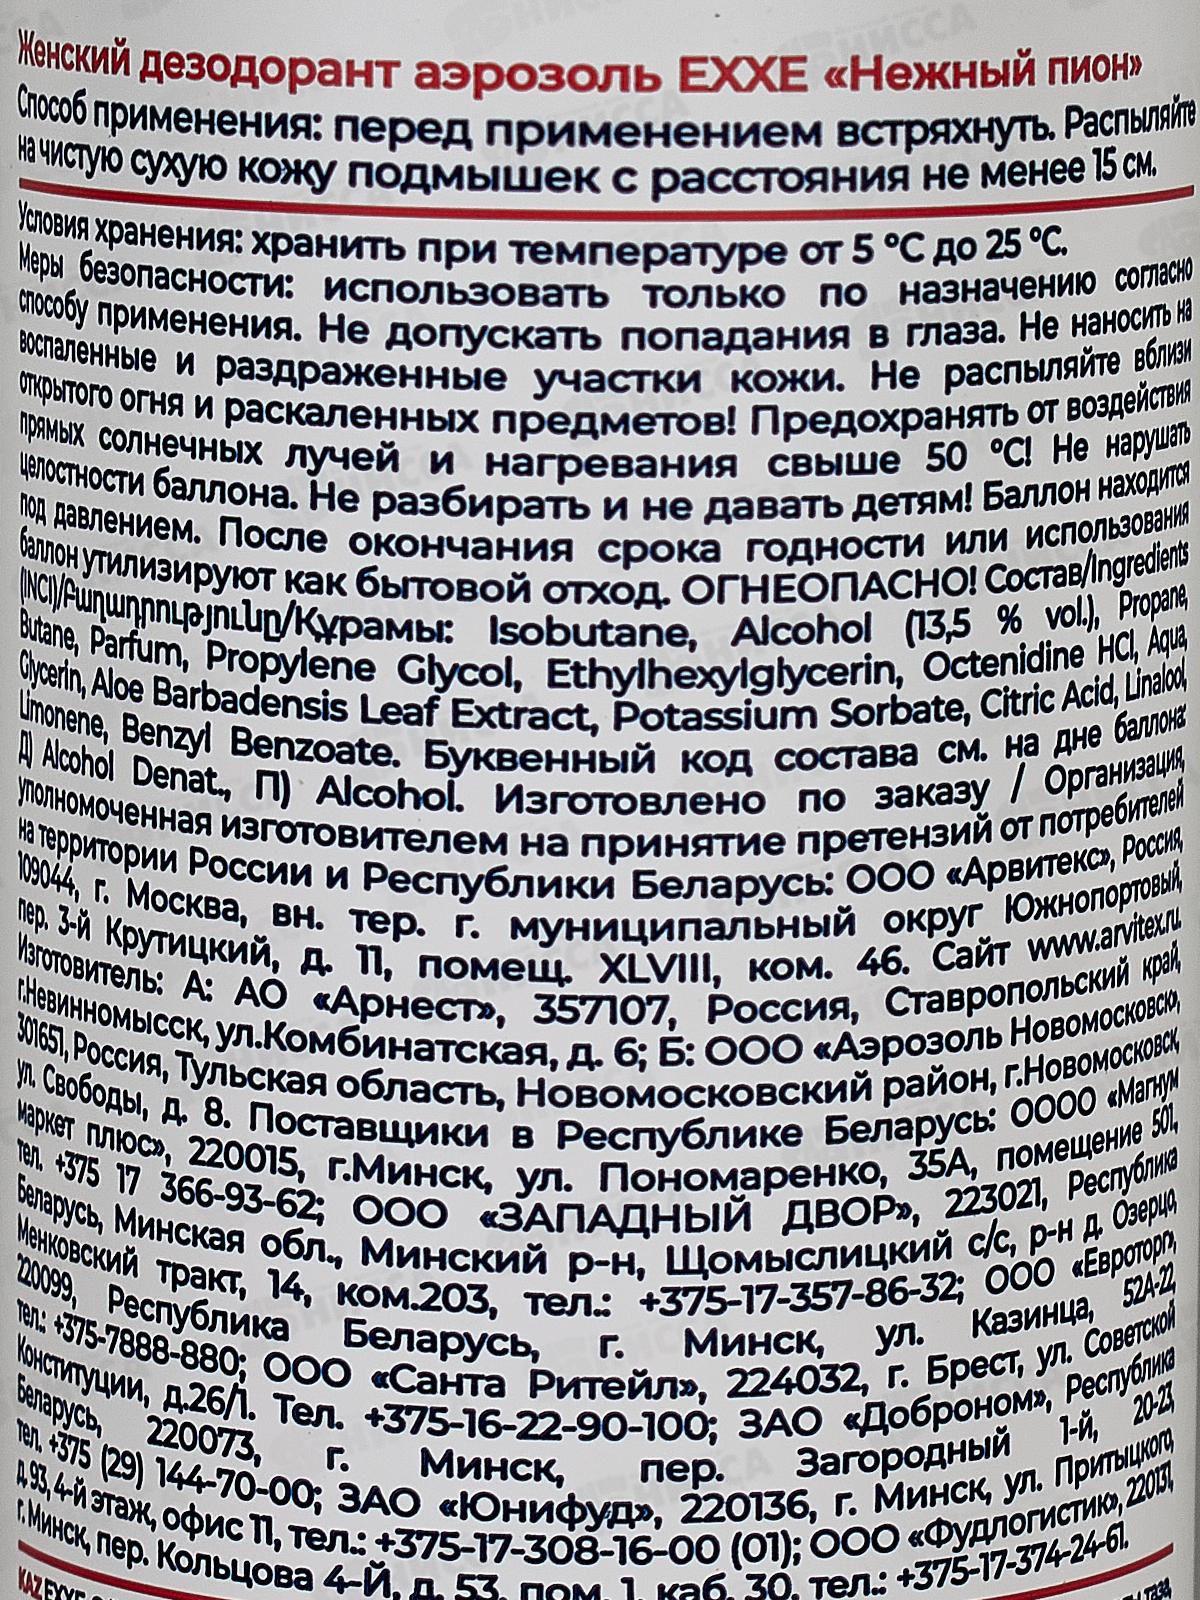 Женский дезодорант аэрозоль EXXE «Нежный пион»
Способ применения: перед применением встряхнуть. Распыляйте
на чистую сухую кожу подмышек с расстояния не менее 15 см.
Условия хранения: хранить при температуре от 5 °C до 25 °C.
Меры безопасности: использовать только по назначению согласно
способу применения. Не допускать попадания в глаза. Не наносить на
воспаленные и раздраженные участки кожи. Не распыляйте вблизи
открытого огня и раскаленных предметов! Предохранять от воздействия
прямых солнечных лучей и нагревания свыше 50 °C! Не нарушать
целостности баллона. Не разбирать и не давать детям! Баллон находится
под давлением. После окончания срока годности или использования
баллон утилизируют как бытовой отход. ОГНЕОПАСНО! Состав/Ingredients
(INCI)/Բաղադրությունը/Құрамы: Isobutane, Alcohol (13,5 % vol.), Propane,
Butane, Parfum, Propylene Glycol, Ethylhexylglycerin, Octenidine HCl, Aqua,
Glycerin, Aloe Barbadensis Leaf Extract, Potassium Sorbate, Citric Acid, Linalool,
Limonene, Benzyl Benzoate. Буквенный код состава см. на дне баллона:
Д) Alcohol Denat., П) Alcohol. Изготовлено по заказу / Организация,
уполномоченная изготовителем на принятие претензий от потребителей
на территории России и Республики Беларусь: ООО «Арвитекс», Россия,
109044, г. Москва, вн. тер. г. муниципальный округ Южнопортовый,
пер. 3-й Крутицкий, д. 11, помещ. XLVIII, ком. 46. Сайт www.arvitex.ru.
Изготовитель: А: АО «Арнест», 357107, Россия, Ставропольский край,
г.Невинномысск, ул.Комбинатская, д. 6; Б: ООО «Аэрозоль Новомосковск»,
301651, Россия, Тульская область, Новомосковский район, г.Новомосковск,
ул. Свободы, д. 8. Поставщики в Республике Беларусь: ОООО «Магнум
маркет плюс», 220015, г.Минск, ул. Пономаренко, 35А, помещение 501,
тел. +375 17 366-93-62; ООО «ЗАПАДНЫЙ ДВОР», 223021, Республика
Беларусь, Минская обл., Минский р-н, Щомыслицкий с/с, р-н д. Озерцо,
Менковский тракт, 14, ком.203, тел.: +375-17-357-86-32; ООО «Евроторг»,
220099, Республика Беларусь, г. Минск, ул. Казинца, 52А-22,
тел.: +375-7888-880; ООО «Санта Ритейл», 224032, г. Брест, ул. Советской
Конституции, д.26/1. Тел. +375-16-22-90-100; ЗАО «Доброном», Республика
Беларусь, 220073, г. Минск, пер. Загородный 1-й, 20-23,
тел. +375 (29) 144-70-00; ЗАО «Юнифуд», 220136, г. Минск, ул. Притыцкого,
д.93, 4-й этаж, офис 11, тел.: +375-17-308-16-00 (01); ООО «Фудлогистик», 220131,
г.Минск, пер. Кольцова 4-Й, д. 53, пом. 1, каб. 30, тел.: +375-17-374-24-61.
KAZ EXXE